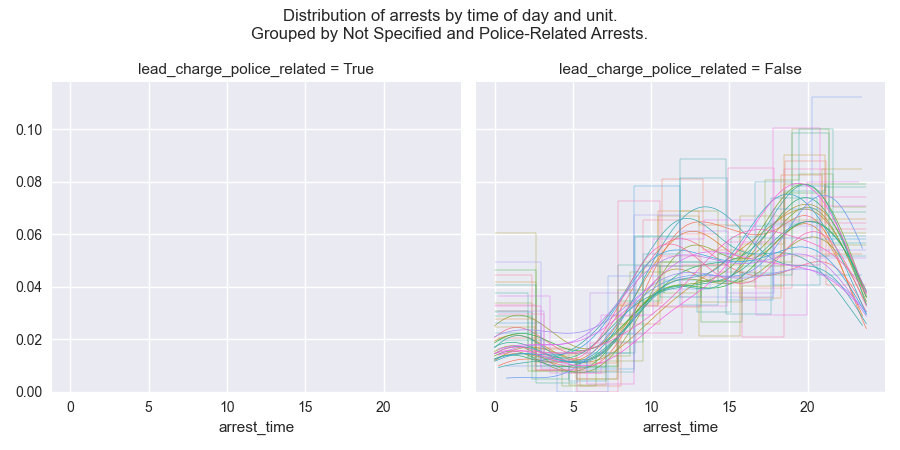 Distribution of arrests by time of day and unit.
Grouped by Not Specified and Police-Related Arrests.
lead_charge_police_related = True
lead_charge_police_related = False
0.10
0.08
0.06
0.04
0.02
0.00
0 5 10 15 20
0 5 10 15 20
arrest_time
arrest_time